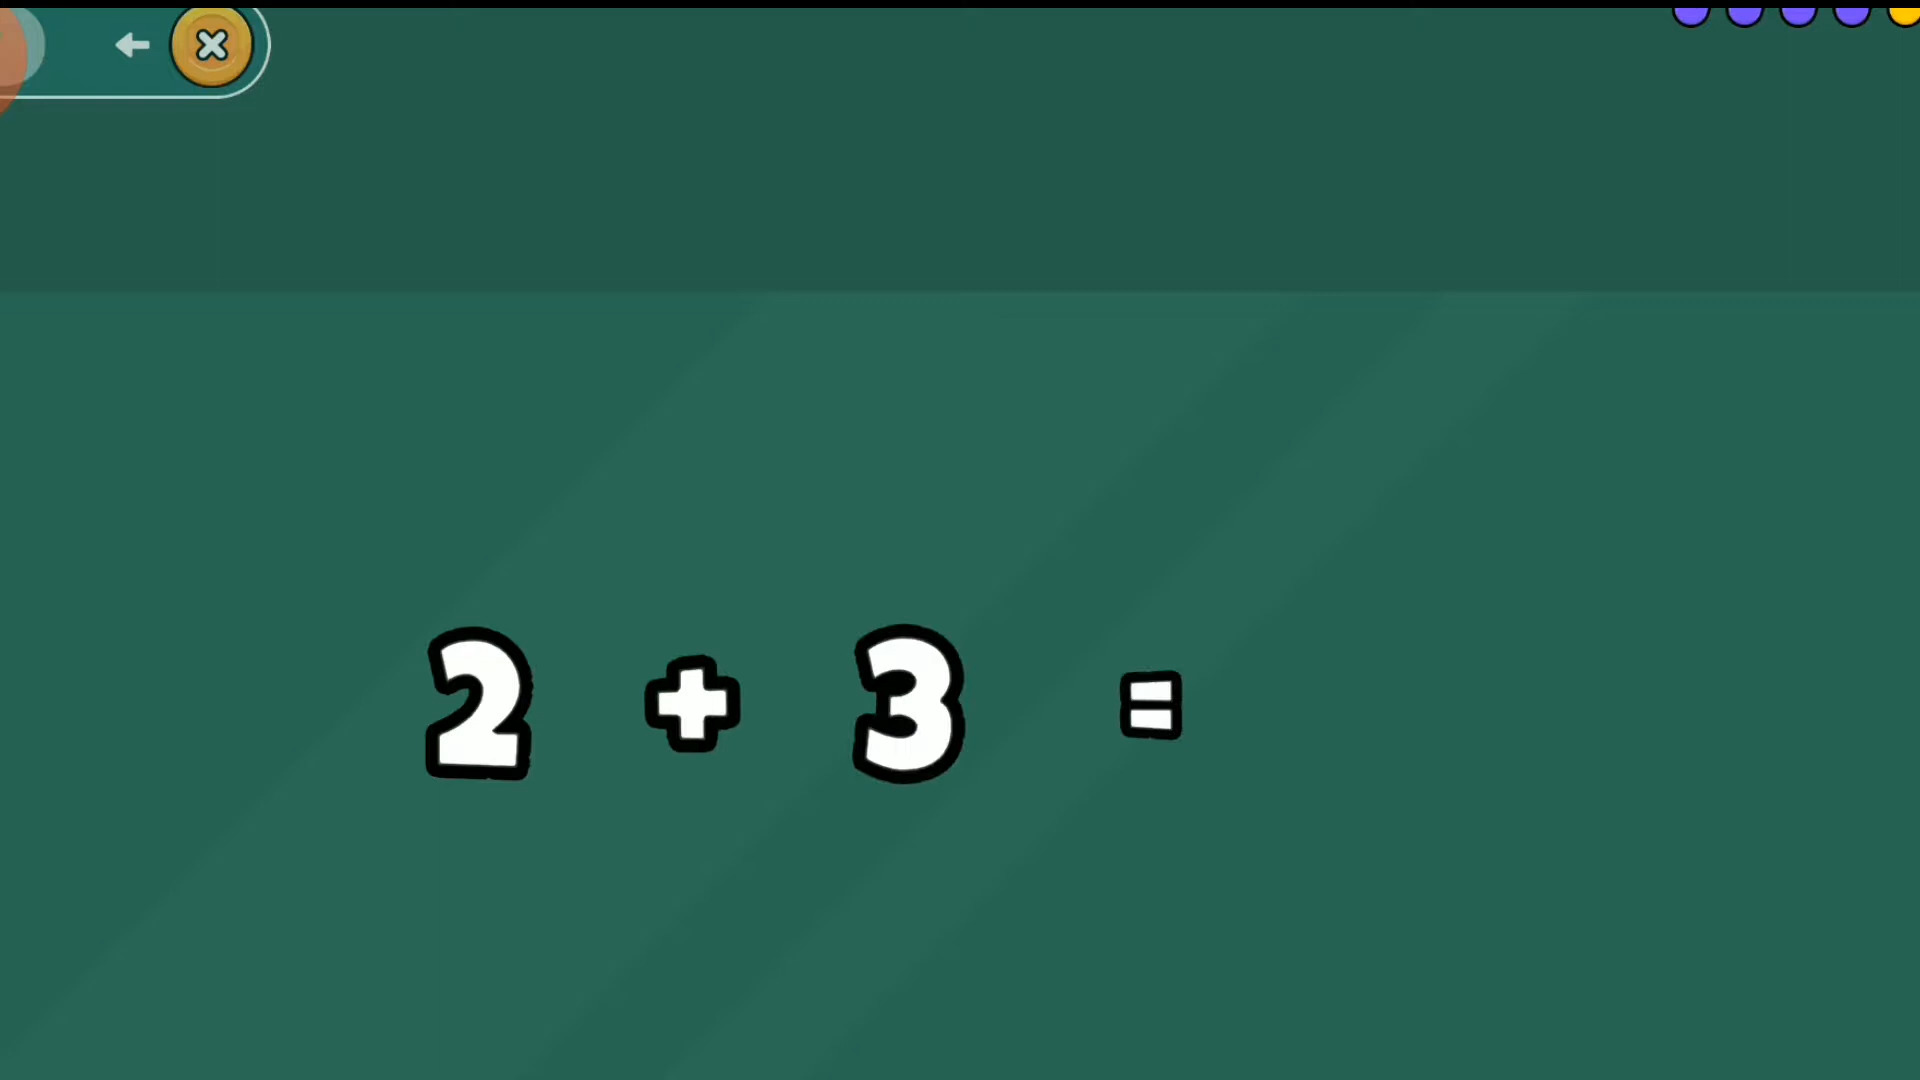 2 + 3 =